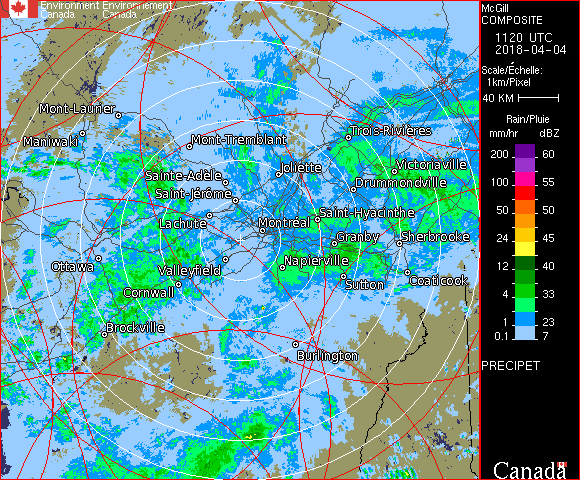 Environment Environnement
Canada Canada
McGill
COMPOSITE
1120 UTC
2018-04-04
Scale/Échelle:
1km/Pixel
40 KM
Rain/Pluie
mm/hr dBZ
200 60
100 55
50 50
24 45
12 40
4 33
2 23
0.1 7
PRECIPET
Canada
Mont-Laurier
Maniwaki
Mont-Tremblant
Trois-Rivières
Sainte-Adèle
Joliette
Victoriaville
Saint-Jérôme
Drummondville
Lachute
Montréal
Saint-Hyacinthe
Granby
Sherbrooke
Ottawa
Valleyfield
Napierville
Cornwall
Sutton
Coaticook
Brockville
Burlington